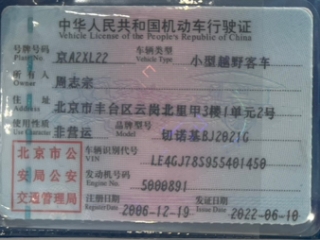 中华人民共和国机动车行驶证
Vehicle License of the People's Republic of China
号牌号码 京A2XL22 车辆类型 小型越野客车
Plate No. Vehicle Type
所有人 周志宗
Owner
住址 北京市丰台区云岗北里甲3楼1单元2号
Address
使用性质 非营运 品牌型号 切诺基BJ2021G
Use Character Model
北京市公安局公安交通管理局
车辆识别代号 LE4GJ78S95S401450
VIN
发动机号码 5000891
Engine No.
注册日期 2006-12-19 发证日期 2022-06-10
Register Date Issue Date